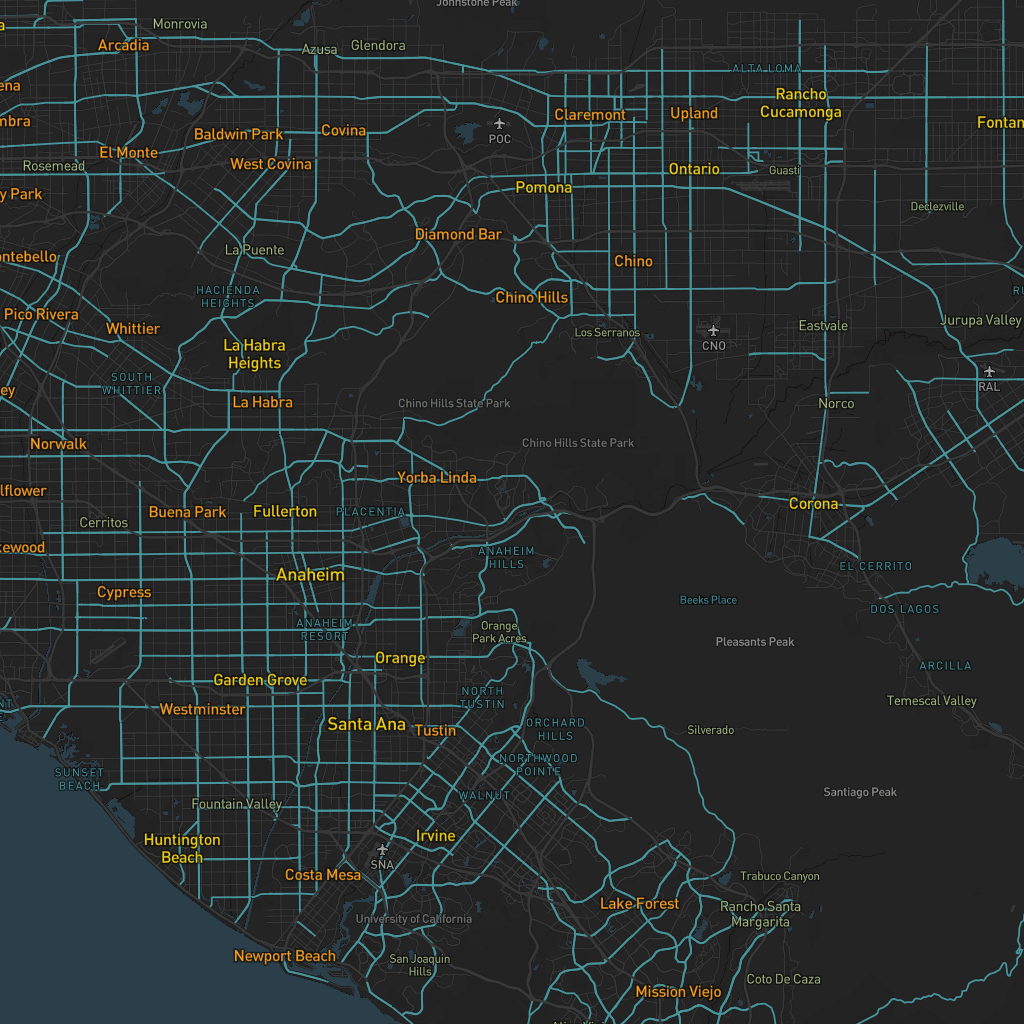 Johnstone Peak
Monrovia
Arcadia
Azusa
Glendora
ALTA LOMA
Rancho
Cucamonga
Claremont
Upland
Fontan
ena
mbra
Baldwin Park
Covina
POC
El Monte
West Covina
Rosemead
Pomona
Ontario
Guasti
y Park
Declezville
Diamond Bar
La Puente
ontebello
Chino
HACIENDA
HEIGHTS
Chino Hills
RU
Pico Rivera
Whittier
Los Serranos
CNO
Eastvale
Jurupa Valley
La Habra
Heights
RAL
SOUTH
WHITTIER
ey
La Habra
Chino Hills State Park
Norco
Norwalk
Chino Hills State Park
Yorba Linda
llflower
Corona
Cerritos
Buena Park
Fullerton
PLACENTIA
kewood
ANAHEIM
HILLS
EL CERRITO
Anaheim
Cypress
Beeks Place
DOS LAGOS
ANAHEIM
RESORT
Orange
Park Acres
Pleasants Peak
Orange
ARCILLA
Garden Grove
NORTH
TUSTIN
Temescal Valley
NT
Westminster
Santa Ana
Tustin
ORCHARD
HILLS
Silverado
NORTHWOOD
POINTE
SUNSET
BEACH
WALNUT
Santiago Peak
Fountain Valley
Huntington
Beach
Irvine
SNA
Costa Mesa
Trabuco Canyon
Lake Forest
Rancho Santa
Margarita
University of California
Newport Beach
San Joaquin
Hills
Coto De Caza
Mission Viejo